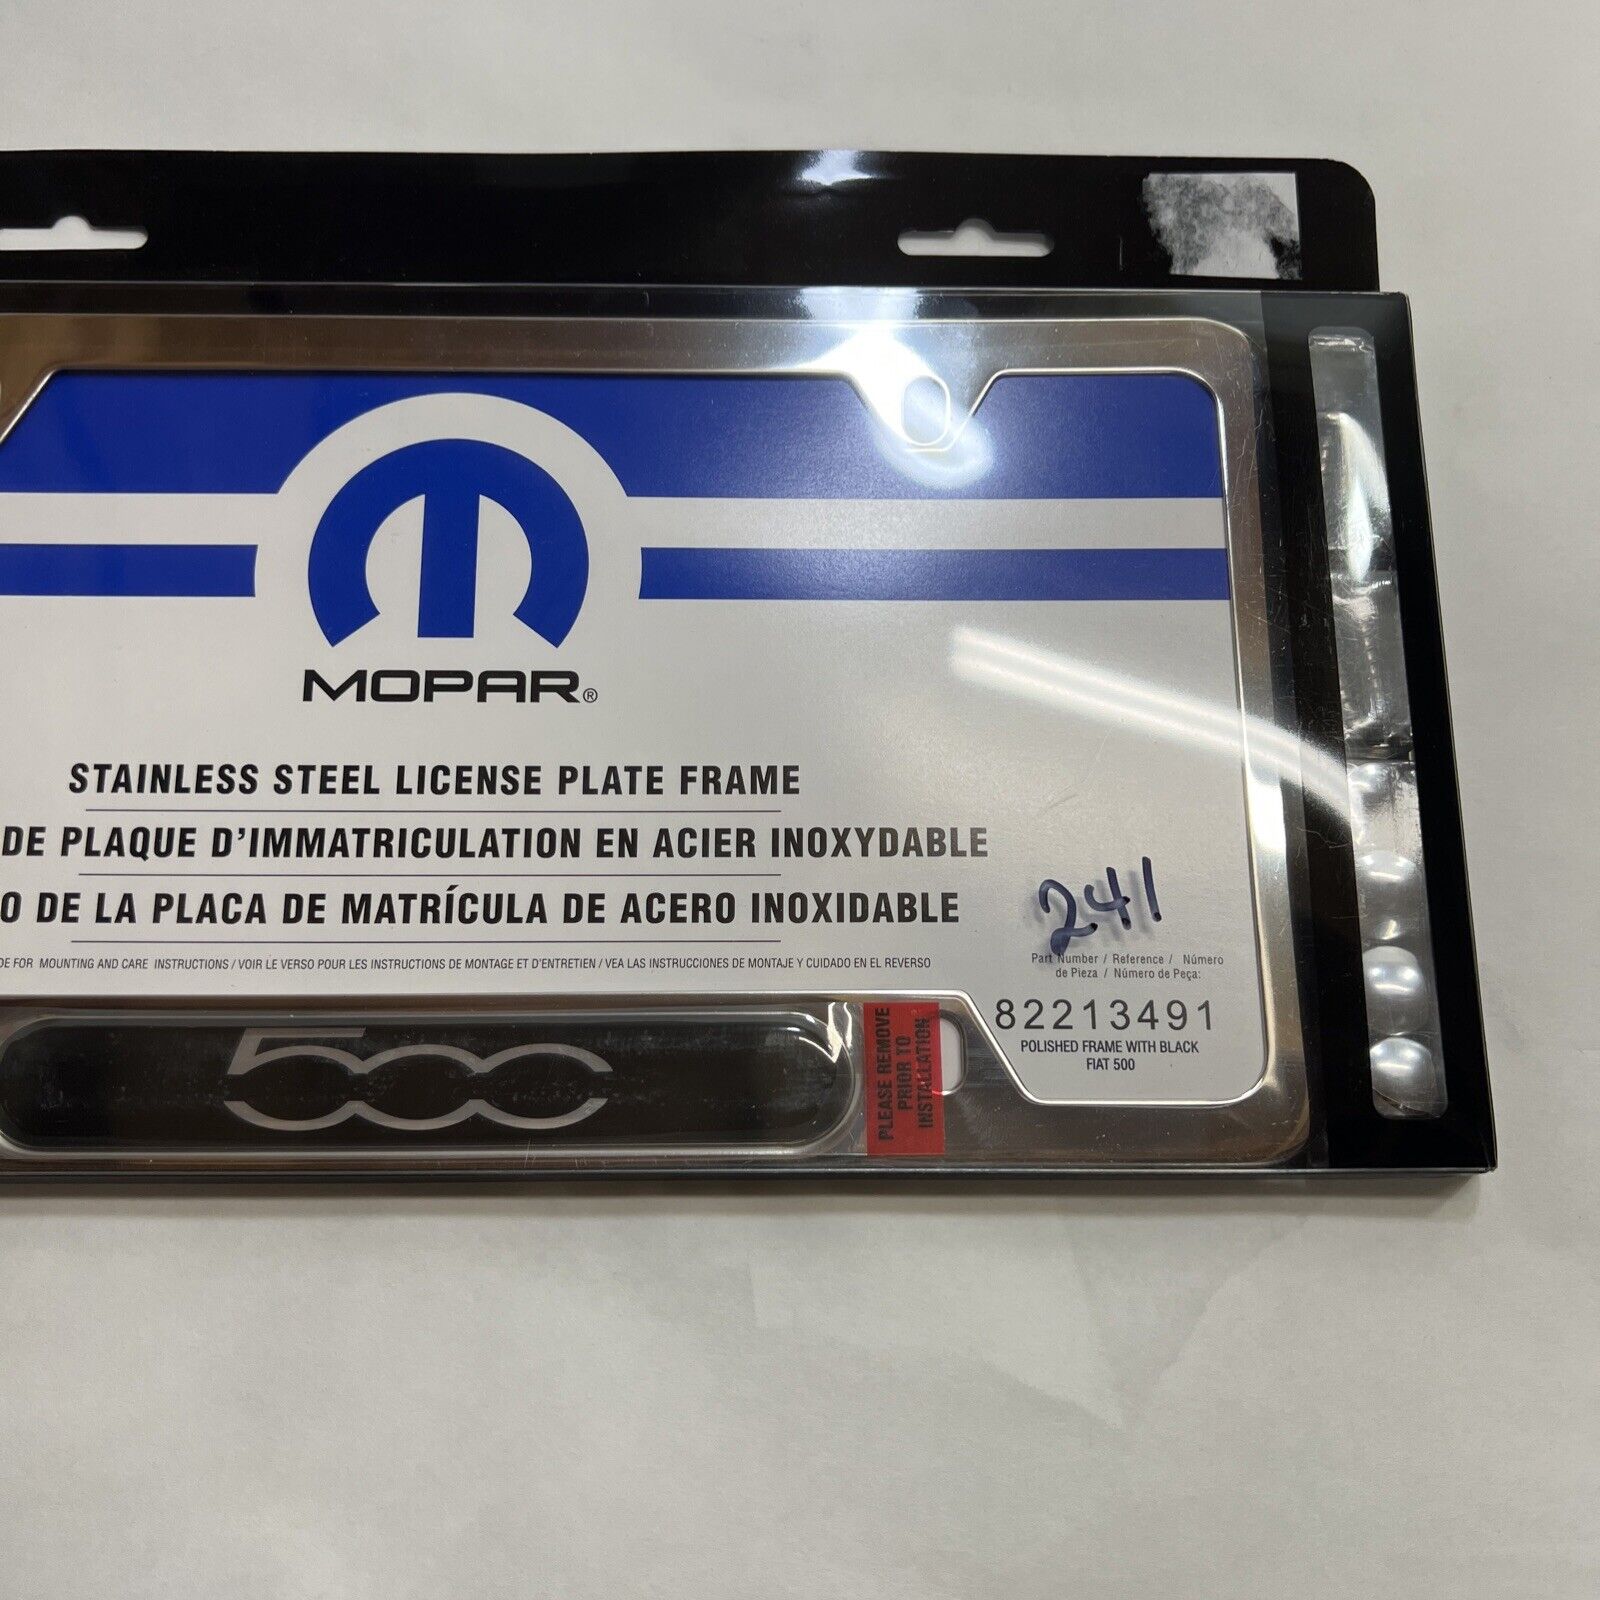 MOPAR®
STAINLESS STEEL LICENSE PLATE FRAME
DE PLAQUE D'IMMATRICULATION EN ACIER INOXYDABLE
O DE LA PLACA DE MATRÍCULA DE ACERO INOXIDABLE
DE FOR MOUNTING AND CARE INSTRUCTIONS / VOIR LE VERSO POUR LES INSTRUCTIONS DE MONTAGE ET D'ENTRETIEN / VEA LAS INSTRUCCIONES DE MONTAJE Y CUIDADO EN EL REVERSO
241
Part Number / Reference / Número
de Pieza / Número de Peça:
82213491
POLISHED FRAME WITH BLACK
FIAT 500
500
PLEASE REMOVE
PRIOR TO
INSTALLATION